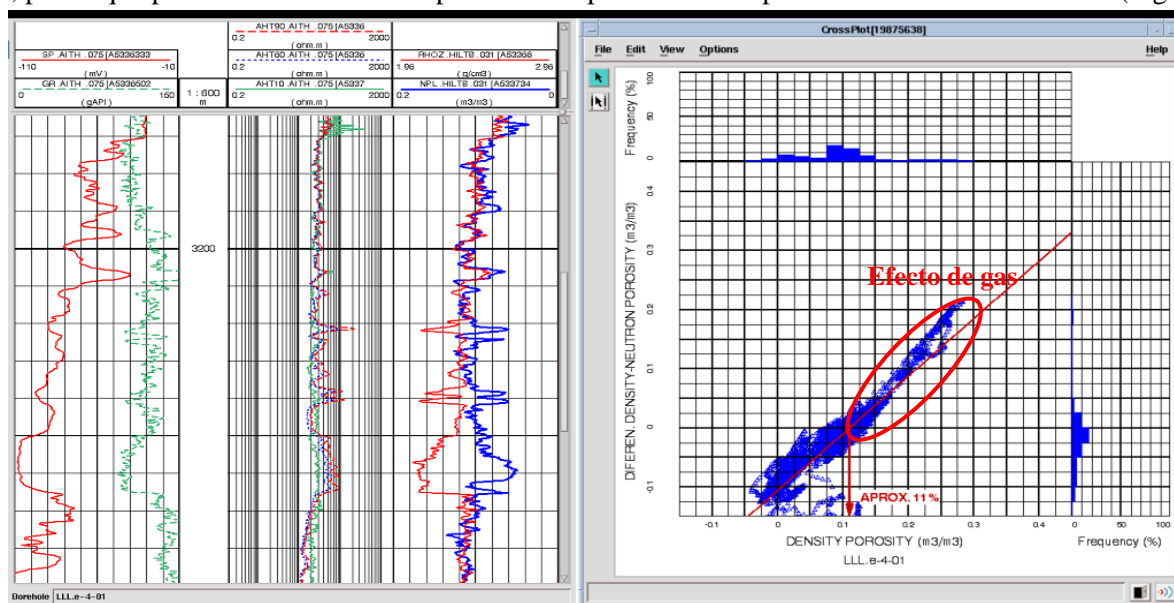 CrossPlot[19875638]
File Edit View Options Help
AHT90 .AITH .075 |A5336
0.2 2000
( ohm.m )
SP .AITH .075 |A5336333
-110 -10
( mV )
AHT60 .AITH .075 |A5336
0.2 2000
( ohm.m )
RHOZ .HILTB .031 |A53366
1.96 2.96
( g/cm3 )
GR .AITH .075 |A5336502
0 150
( gAPI )
1 : 600
m
AHT10 .AITH .075 |A5337
0.2 2000
( ohm.m )
NPL .HILTB .031 |A533734
0.2 0
( m3/m3 )
3200
Borehole LLL.e-4-01
Frequency (%)
100
50
0
DIFEREN. DENSITY-NEUTRON POROSITY (m3/m3)
0.4
0.3
0.2
0.1
0
-0.1
Efecto de gas
APROX. 11%
-0.1 0 0.1 0.2 0.3 0.4 0 50 100
DENSITY POROSITY (m3/m3) Frequency (%)
LLL.e-4-01